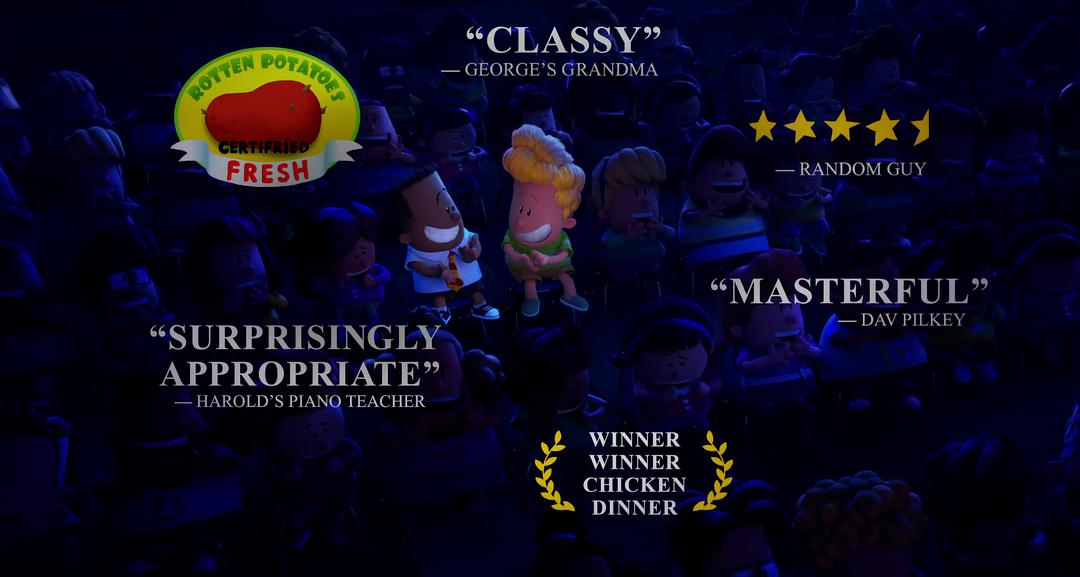 “CLASSY”
— GEORGE’S GRANDMA
ROTTEN POTATOES
CERTIFRIED
FRESH
— RANDOM GUY
“MASTERFUL”
— DAV PILKEY
“SURPRISINGLY
APPROPRIATE”
— HAROLD’S PIANO TEACHER
WINNER
WINNER
CHICKEN
DINNER